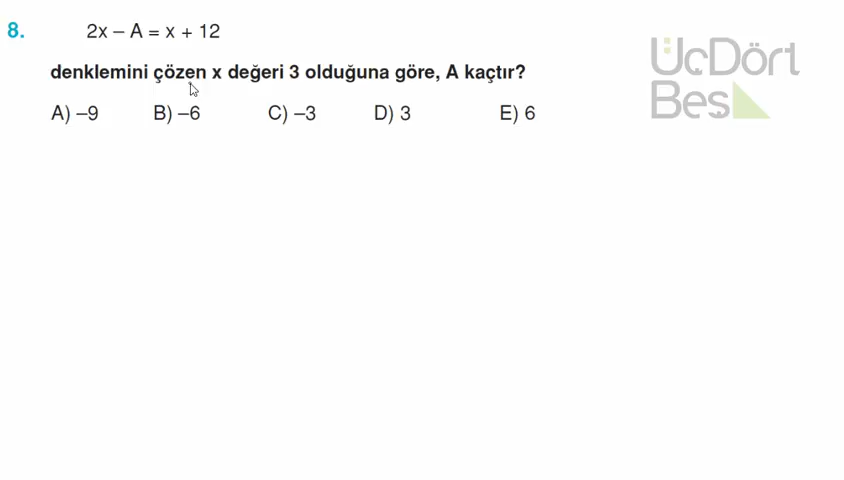 8. 2x – A = x + 12
denklemini çözen x değeri 3 olduğuna göre, A kaçtır?
A) –9 B) –6 C) –3 D) 3 E) 6
ÜçDört
Beş